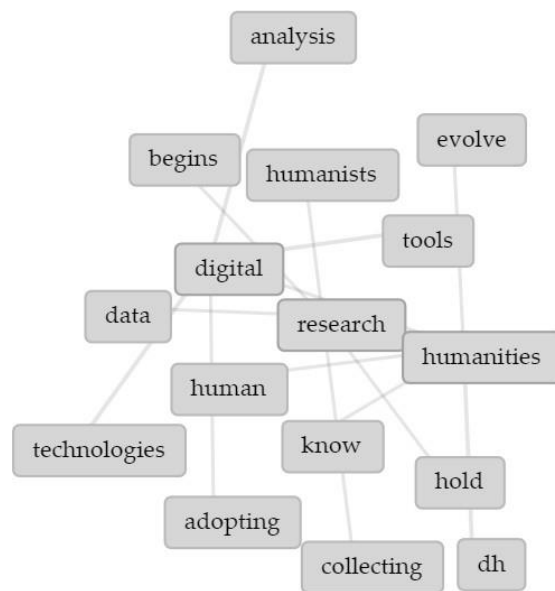 analysis
evolve
begins
humanists
tools
digital
data
research
humanities
human
technologies
know
hold
adopting
collecting
dh